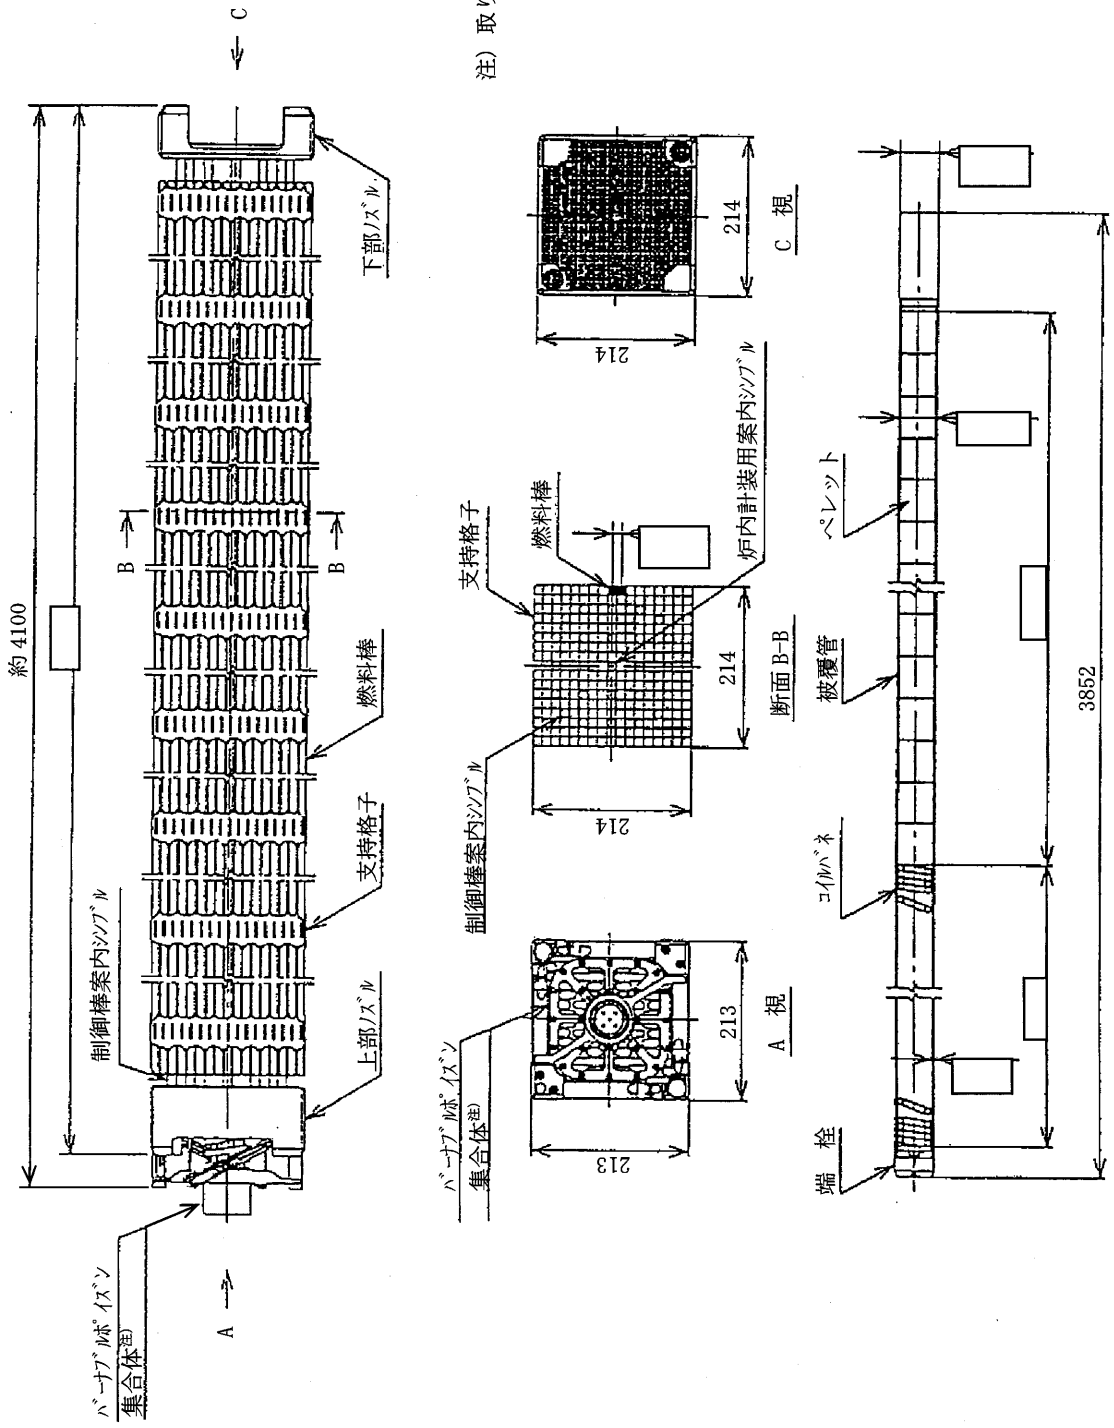 約 4100
バーナブルポイズン
集合体注)
制御棒案内シンブル
上部ノズル
支持格子
燃料棒
下部ノズル
A
B
B
C
バーナブルポイズン
集合体注)
213
213
A 視
制御棒案内シンブル
支持格子
燃料棒
炉内計装用案内シンブル
214
214
断面 B-B
214
214
C 視
注) 取り
端 栓
コイルバネ
被覆管
ペレット
3852